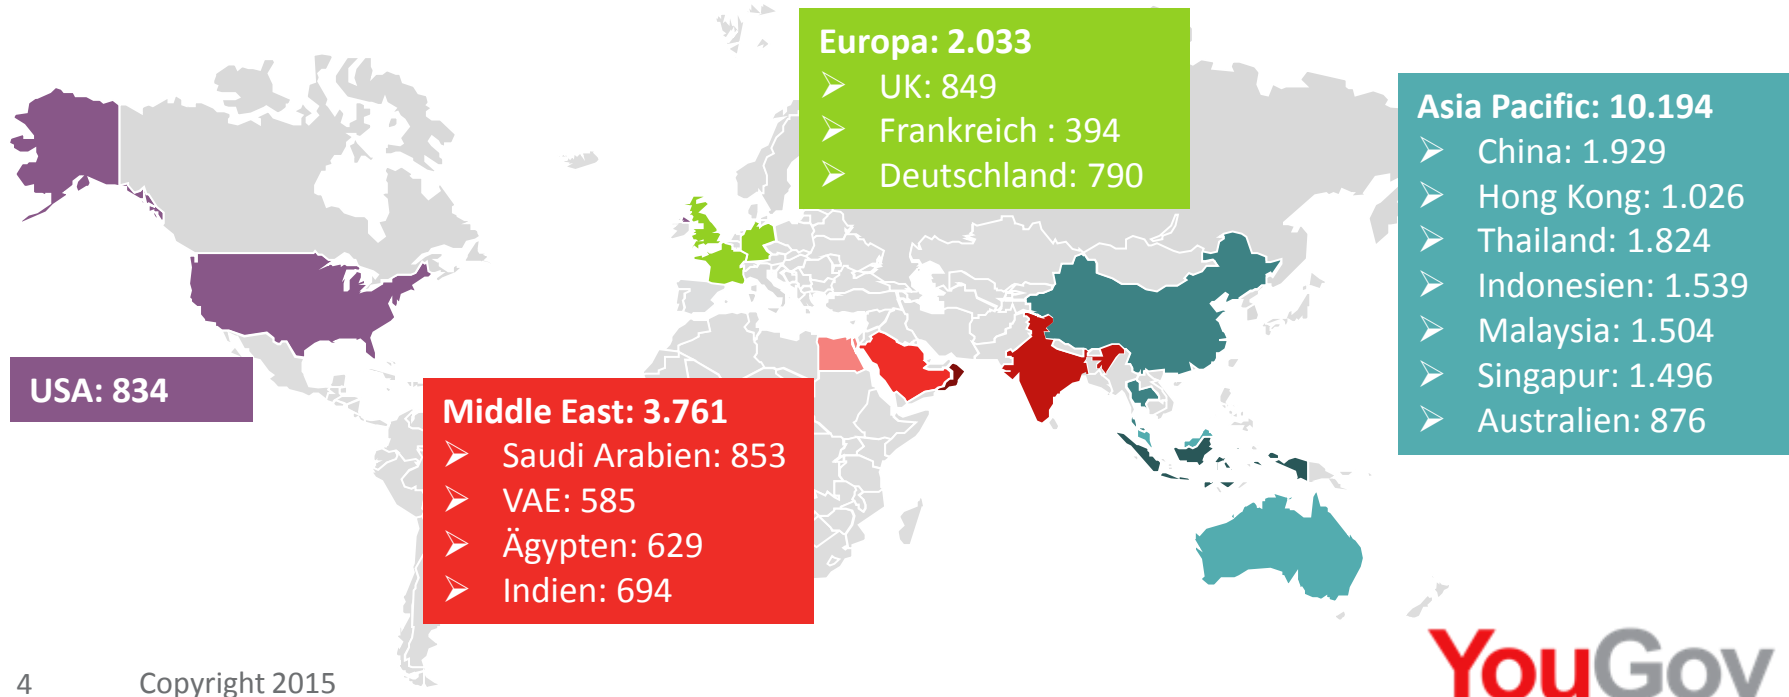 Europa: 2.033
➢ UK: 849
➢ Frankreich : 394
➢ Deutschland: 790
Asia Pacific: 10.194
➢ China: 1.929
➢ Hong Kong: 1.026
➢ Thailand: 1.824
➢ Indonesien: 1.539
➢ Malaysia: 1.504
➢ Singapur: 1.496
➢ Australien: 876
USA: 834
Middle East: 3.761
➢ Saudi Arabien: 853
➢ VAE: 585
➢ Ägypten: 629
➢ Indien: 694
4 Copyright 2015
YouGov